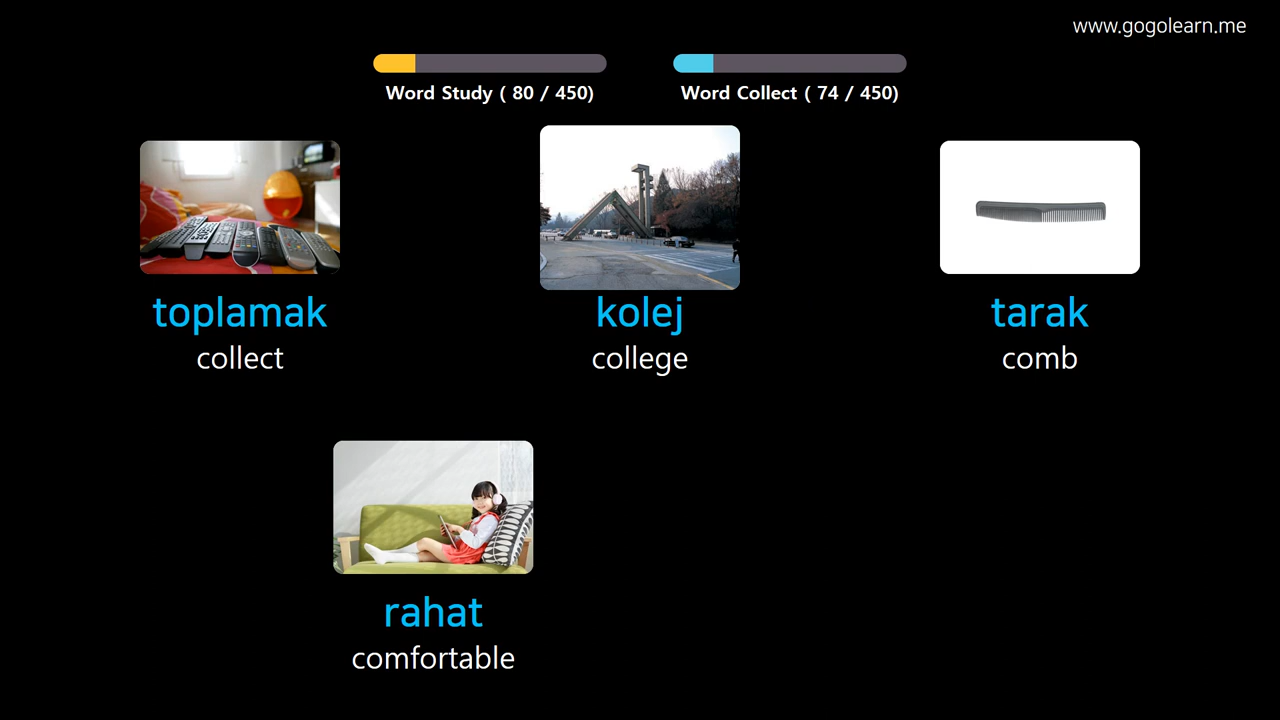 www.gogolearn.me
Word Study ( 80 / 450)
Word Collect ( 74 / 450)
toplamak
collect
kolej
college
tarak
comb
rahat
comfortable